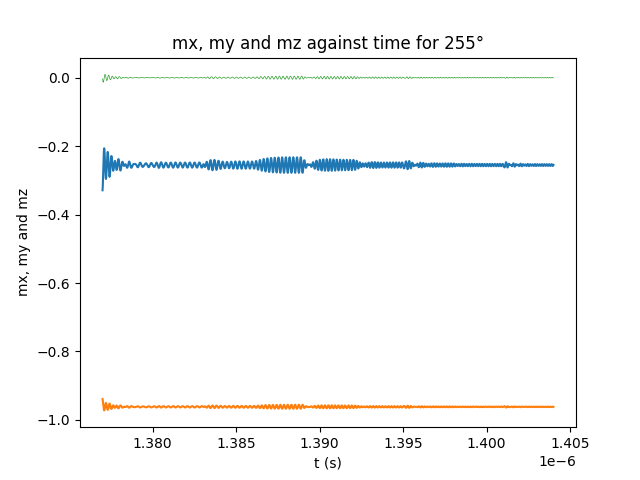 mx, my and mz against time for 255°
mx, my and mz
0.0
−0.2
−0.4
−0.6
−0.8
−1.0
1.380 1.385 1.390 1.395 1.400 1.405
1e−6
t (s)